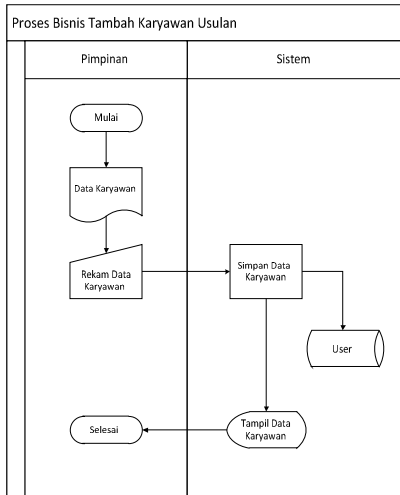 Proses Bisnis Tambah Karyawan Usulan
Pimpinan
Sistem
Mulai
Data Karyawan
Rekam Data
Karyawan
Simpan Data
Karyawan
User
Tampil Data
Karyawan
Selesai